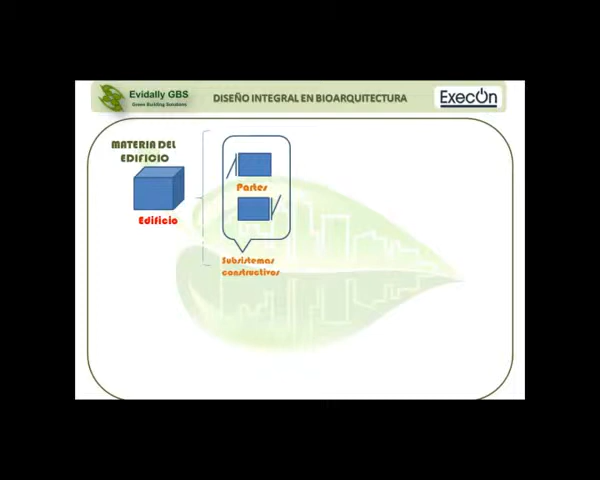 Evidally GBS
Green Building Solutions
DISEÑO INTEGRAL EN BIOARQUITECTURA
ExecOn
MATERIA DEL
EDIFICIO
Edificio
Partes
Subsistemas
constructivos